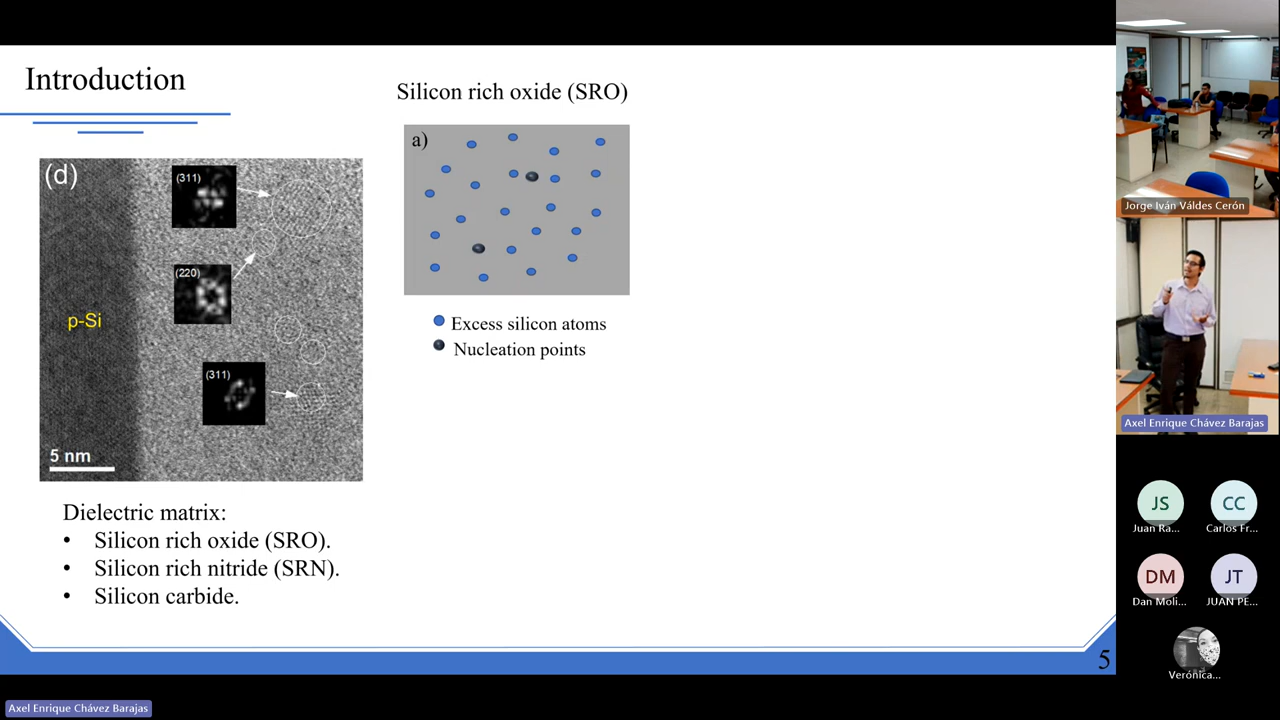 Introduction
Silicon rich oxide (SRO)
(d)
(311)
(220)
p-Si
(311)
5 nm
a)
Excess silicon atoms
Nucleation points
Dielectric matrix:
• Silicon rich oxide (SRO).
• Silicon rich nitride (SRN).
• Silicon carbide.
5
Jorge Iván Váldes Cerón
Axel Enrique Chávez Barajas
JS
Juan Ra...
CC
Carlos Fr...
DM
Dan Moli...
JT
JUAN PE...
Verónica...
Axel Enrique Chávez Barajas